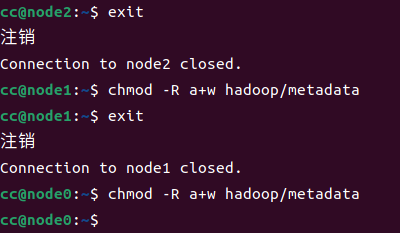 cc@node2:~$ exit
注销
Connection to node2 closed.
cc@node1:~$ chmod -R a+w hadoop/metadata
cc@node1:~$ exit
注销
Connection to node1 closed.
cc@node0:~$ chmod -R a+w hadoop/metadata
cc@node0:~$